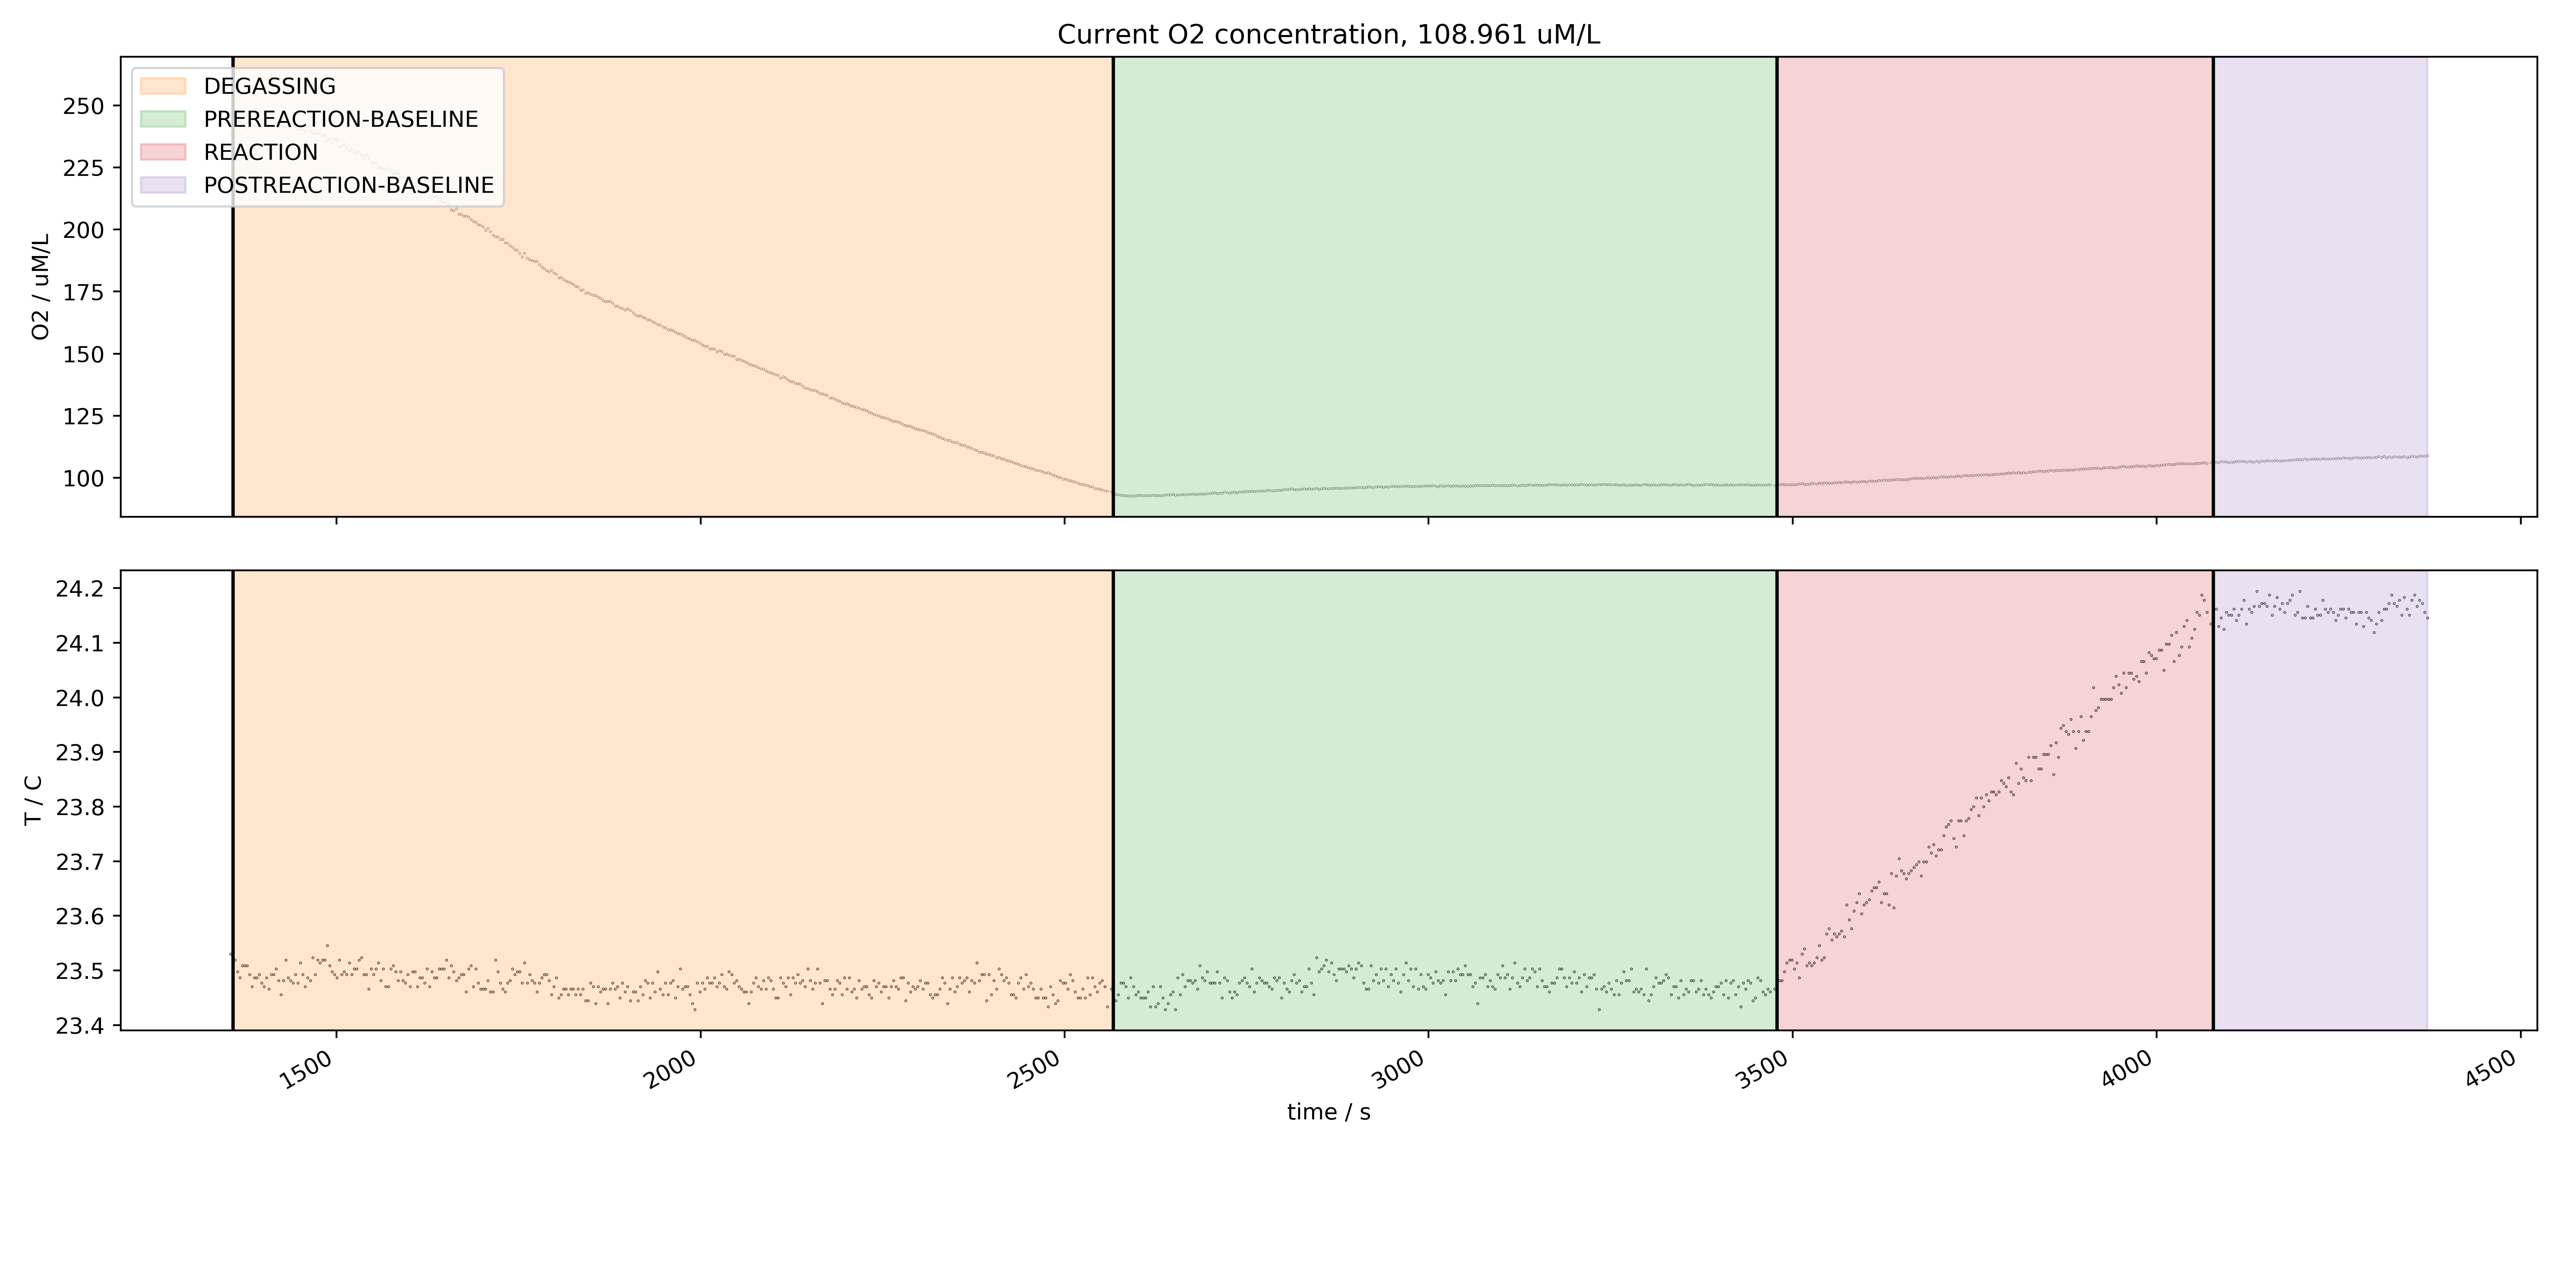 Current O2 concentration, 108.961 uM/L
DEGASSING
PREREACTION-BASELINE
REACTION
POSTREACTION-BASELINE
250
225
200
175
150
125
100
O2 / uM/L
24.2
24.1
24.0
23.9
23.8
23.7
23.6
23.5
23.4
T / C
1500
2000
2500
3000
3500
4000
4500
time / s